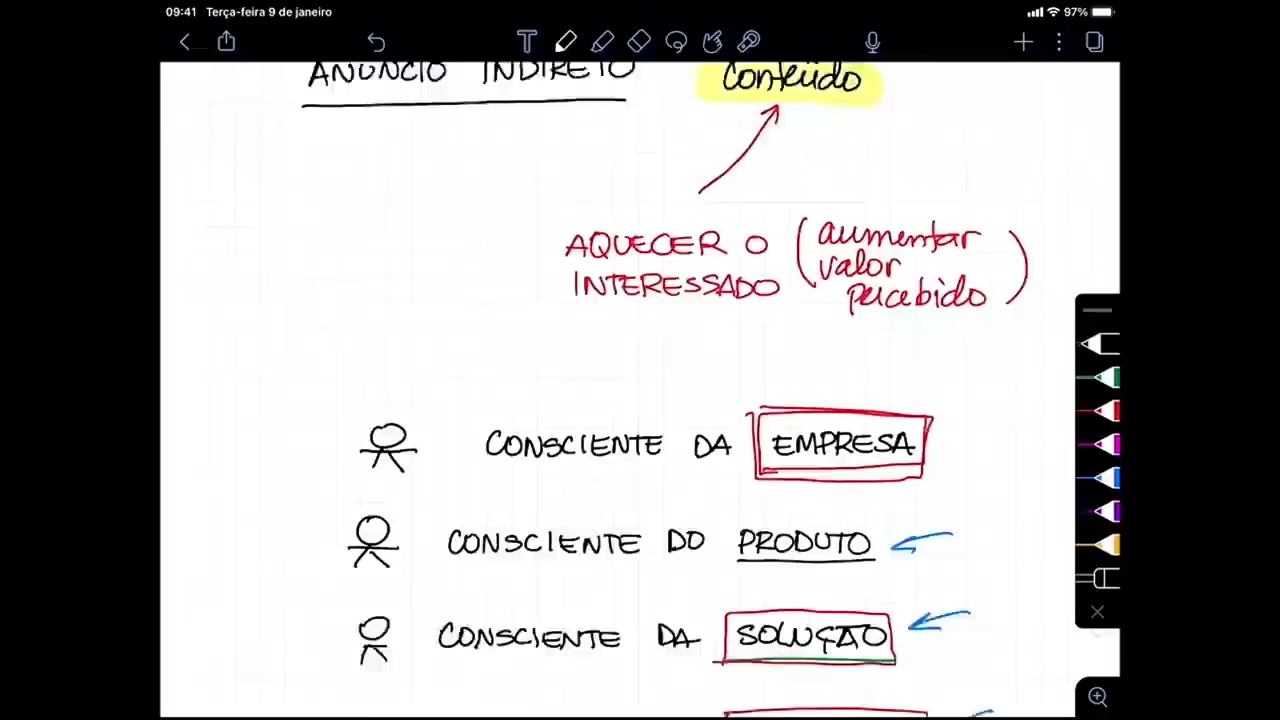 09:41 Terça-feira 9 de janeiro 97%
T
ANÚNCIO INDIRETO conteúdo
AQUECER O (aumentar
INTERESSADO valor
percebido)
CONSCIENTE DA EMPRESA
CONSCIENTE DO PRODUTO
CONSCIENTE DA SOLUÇÃO